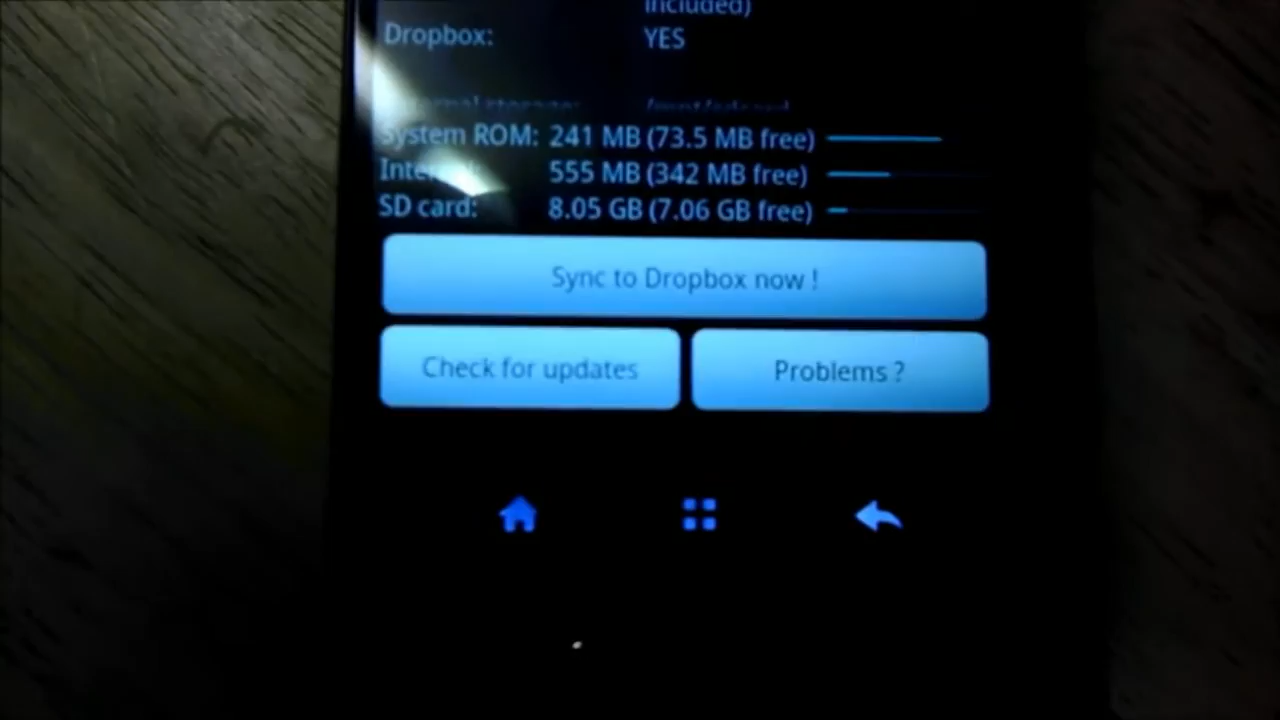 included)
Dropbox: YES
System ROM: 241 MB (73.5 MB free)
555 MB (342 MB free)
SD card: 8.05 GB (7.06 GB free)
Sync to Dropbox now !
Check for updates
Problems ?